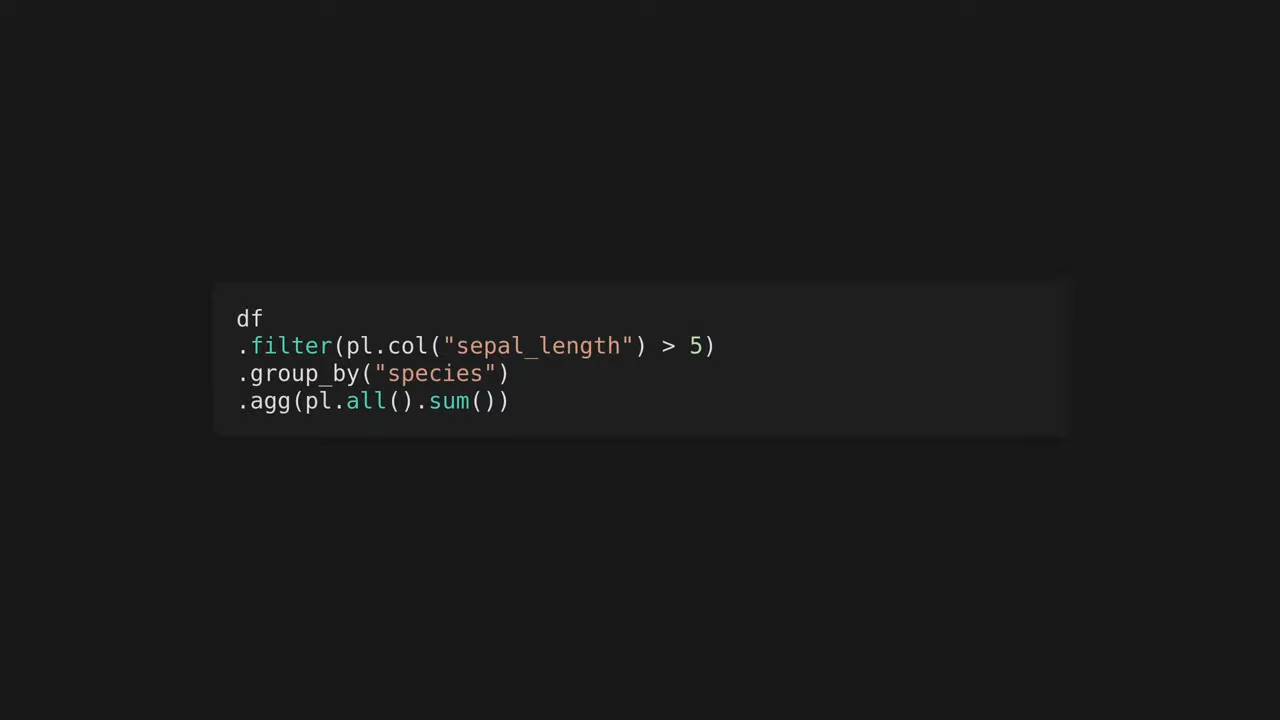 df
.filter(pl.col("sepal_length") > 5)
.group_by("species")
.agg(pl.all().sum())